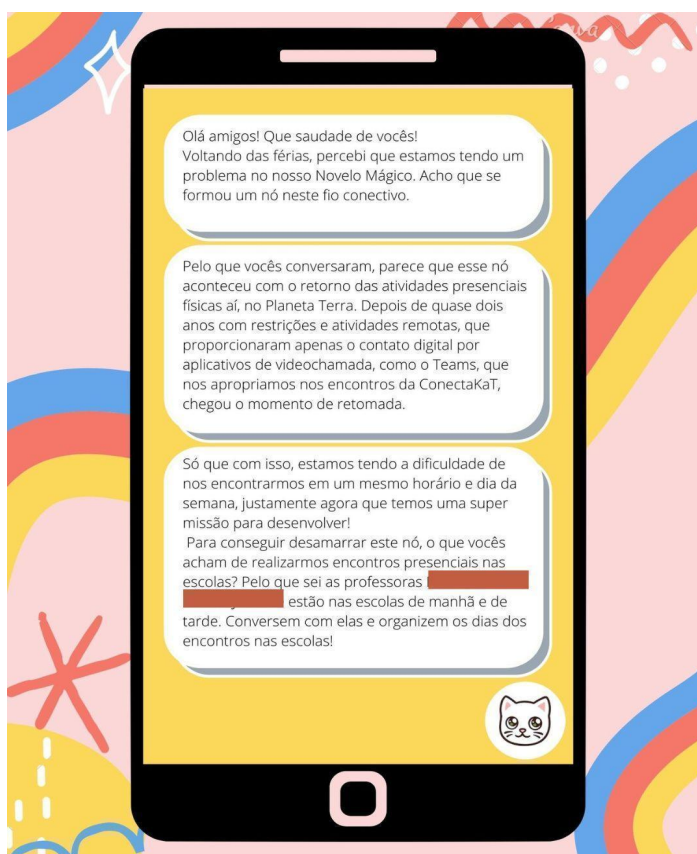 Olá amigos! Que saudade de vocês!
Voltando das férias, percebi que estamos tendo um
problema no nosso Novelo Mágico. Acho que se
formou um nó neste fio conectivo.
Pelo que vocês conversaram, parece que esse nó
aconteceu com o retorno das atividades presenciais
físicas aí, no Planeta Terra. Depois de quase dois
anos com restrições e atividades remotas, que
proporcionaram apenas o contato digital por
aplicativos de videochamada, como o Teams, que
nos apropriamos nos encontros da ConectaKaT,
chegou o momento de retomada.
Só que com isso, estamos tendo a dificuldade de
nos encontrarmos em um mesmo horário e dia da
semana, justamente agora que temos uma super
missão para desenvolver!
Para conseguir desamarrar este nó, o que vocês
acham de realizarmos encontros presenciais nas
escolas? Pelo que sei as professoras
estão nas escolas de manhã e de
tarde. Conversem com elas e organizem os dias dos
encontros nas escolas!